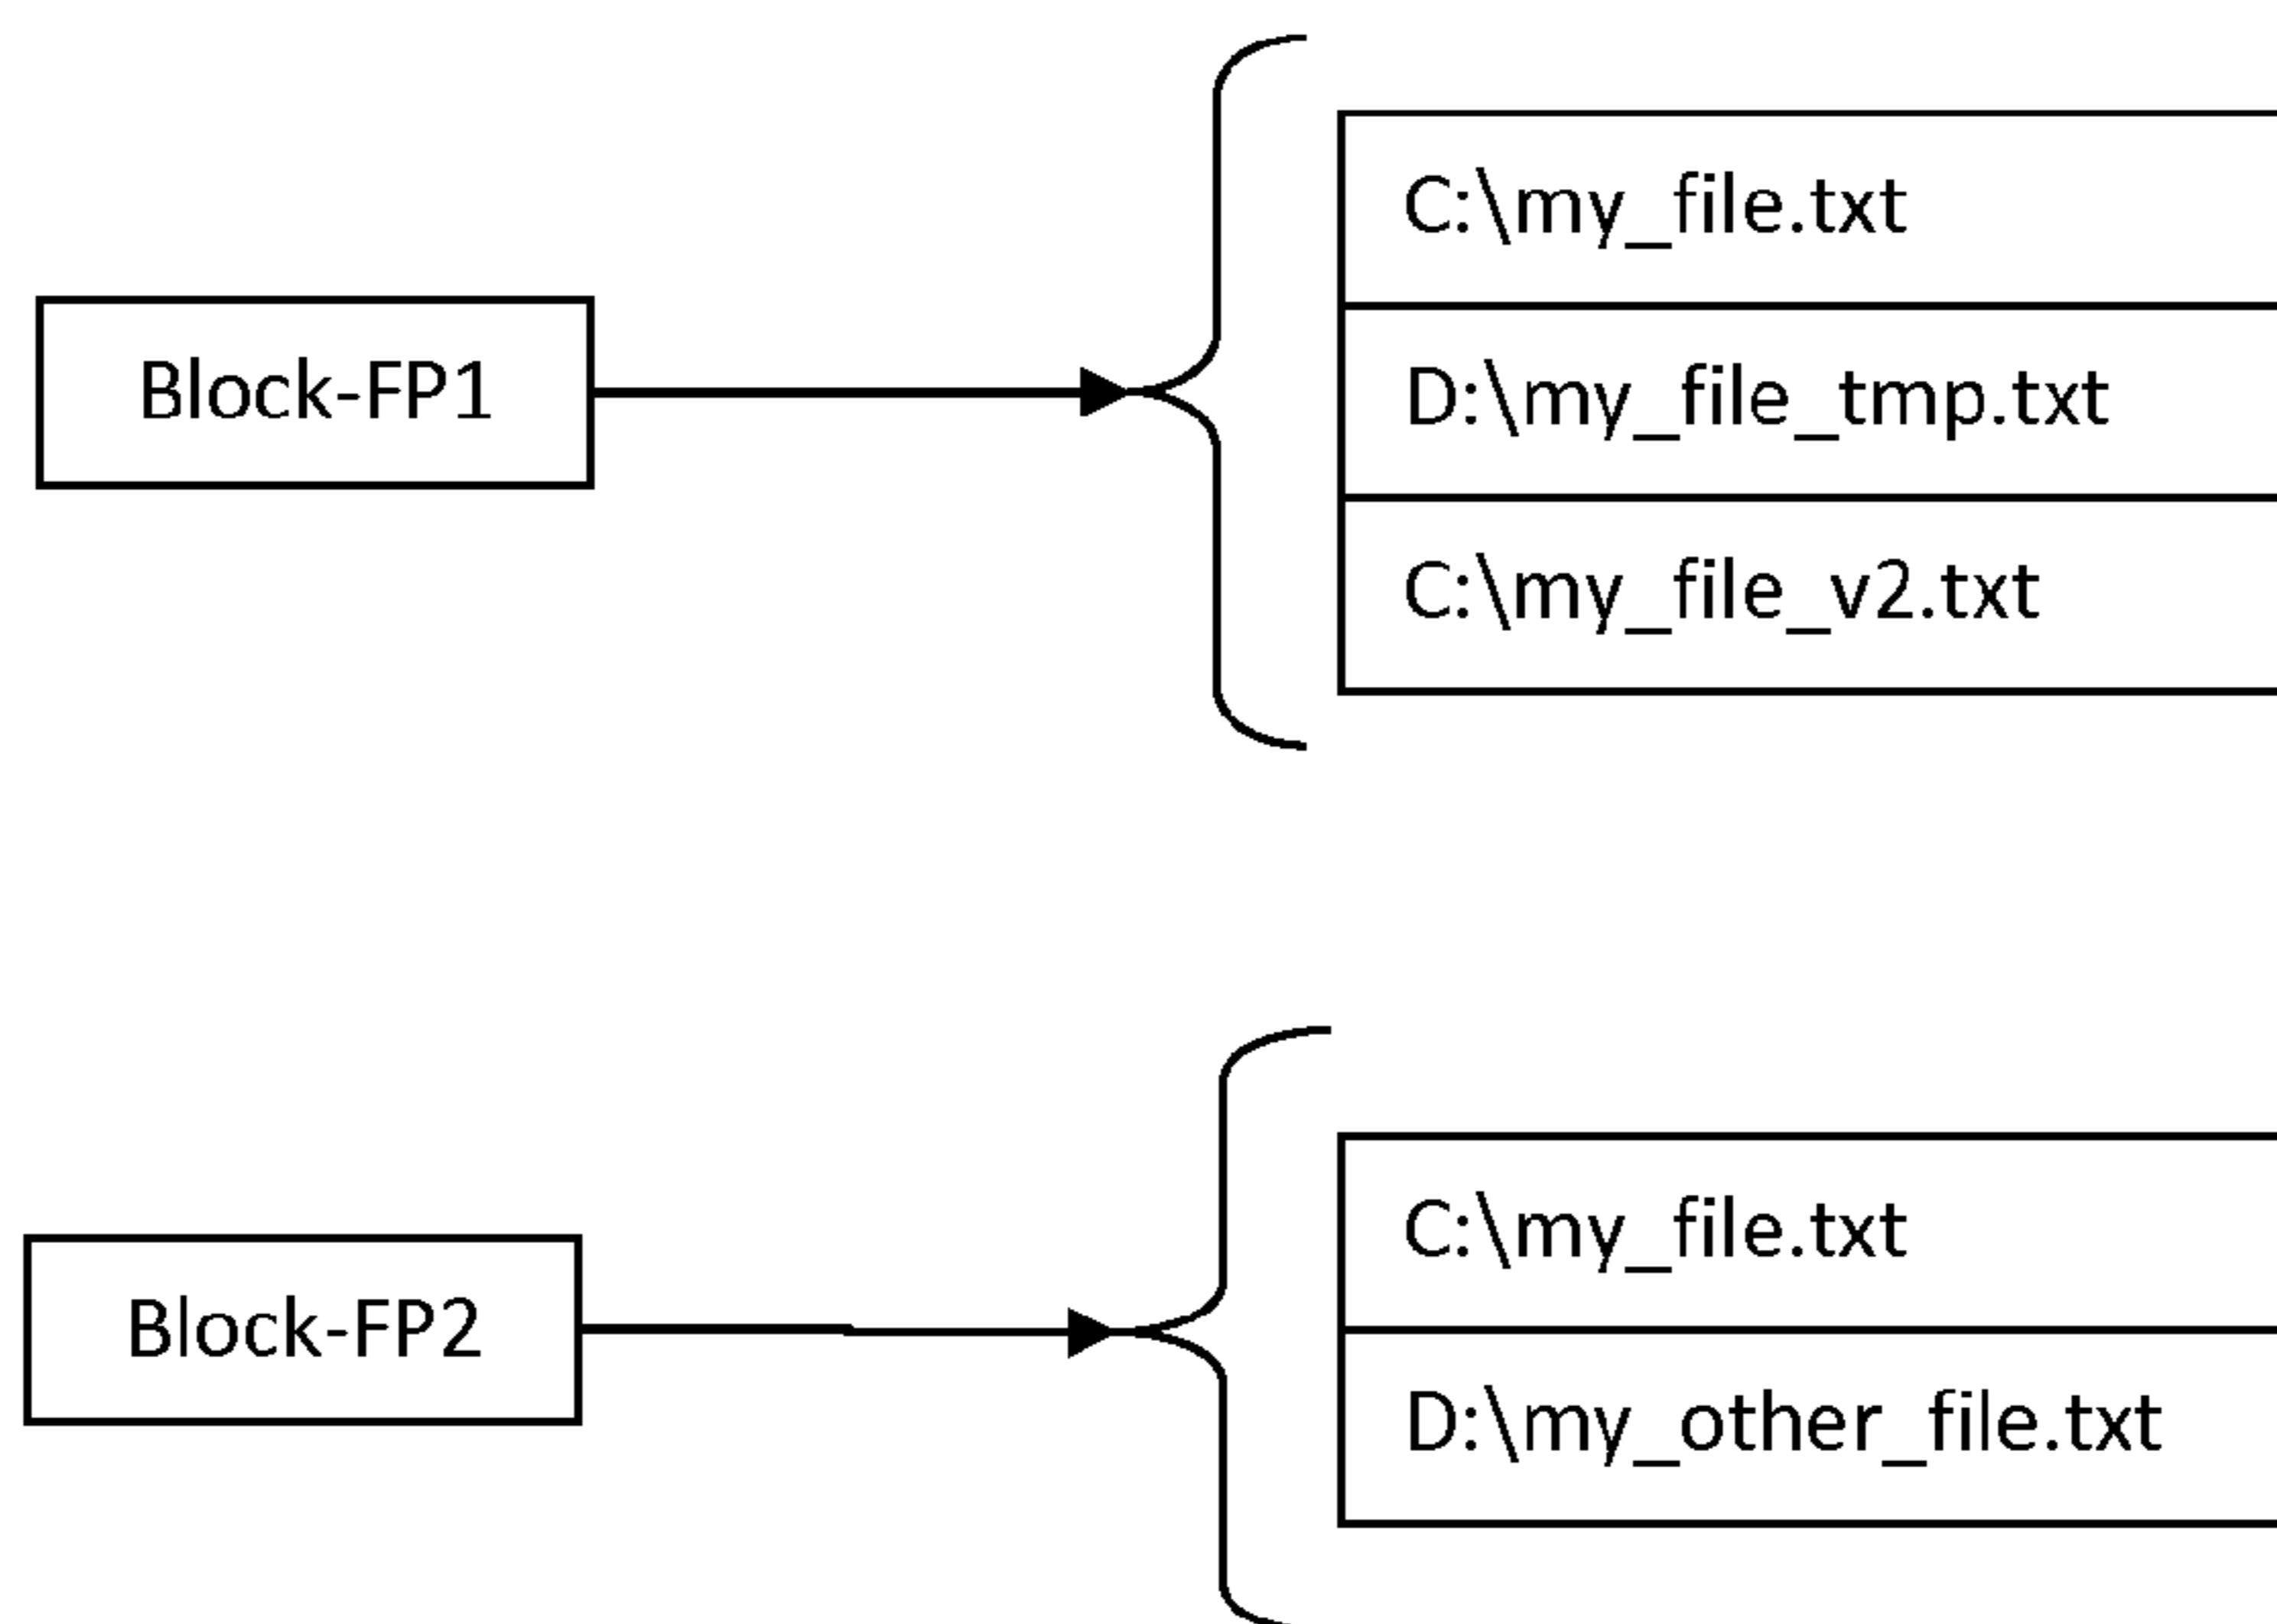 C:\my_file.txt
Block-FP1
D:\my_file_tmp.txt
C:\my_file_v2.txt
C:\my_file.txt
Block-FP2
D:\my_other_file.txt